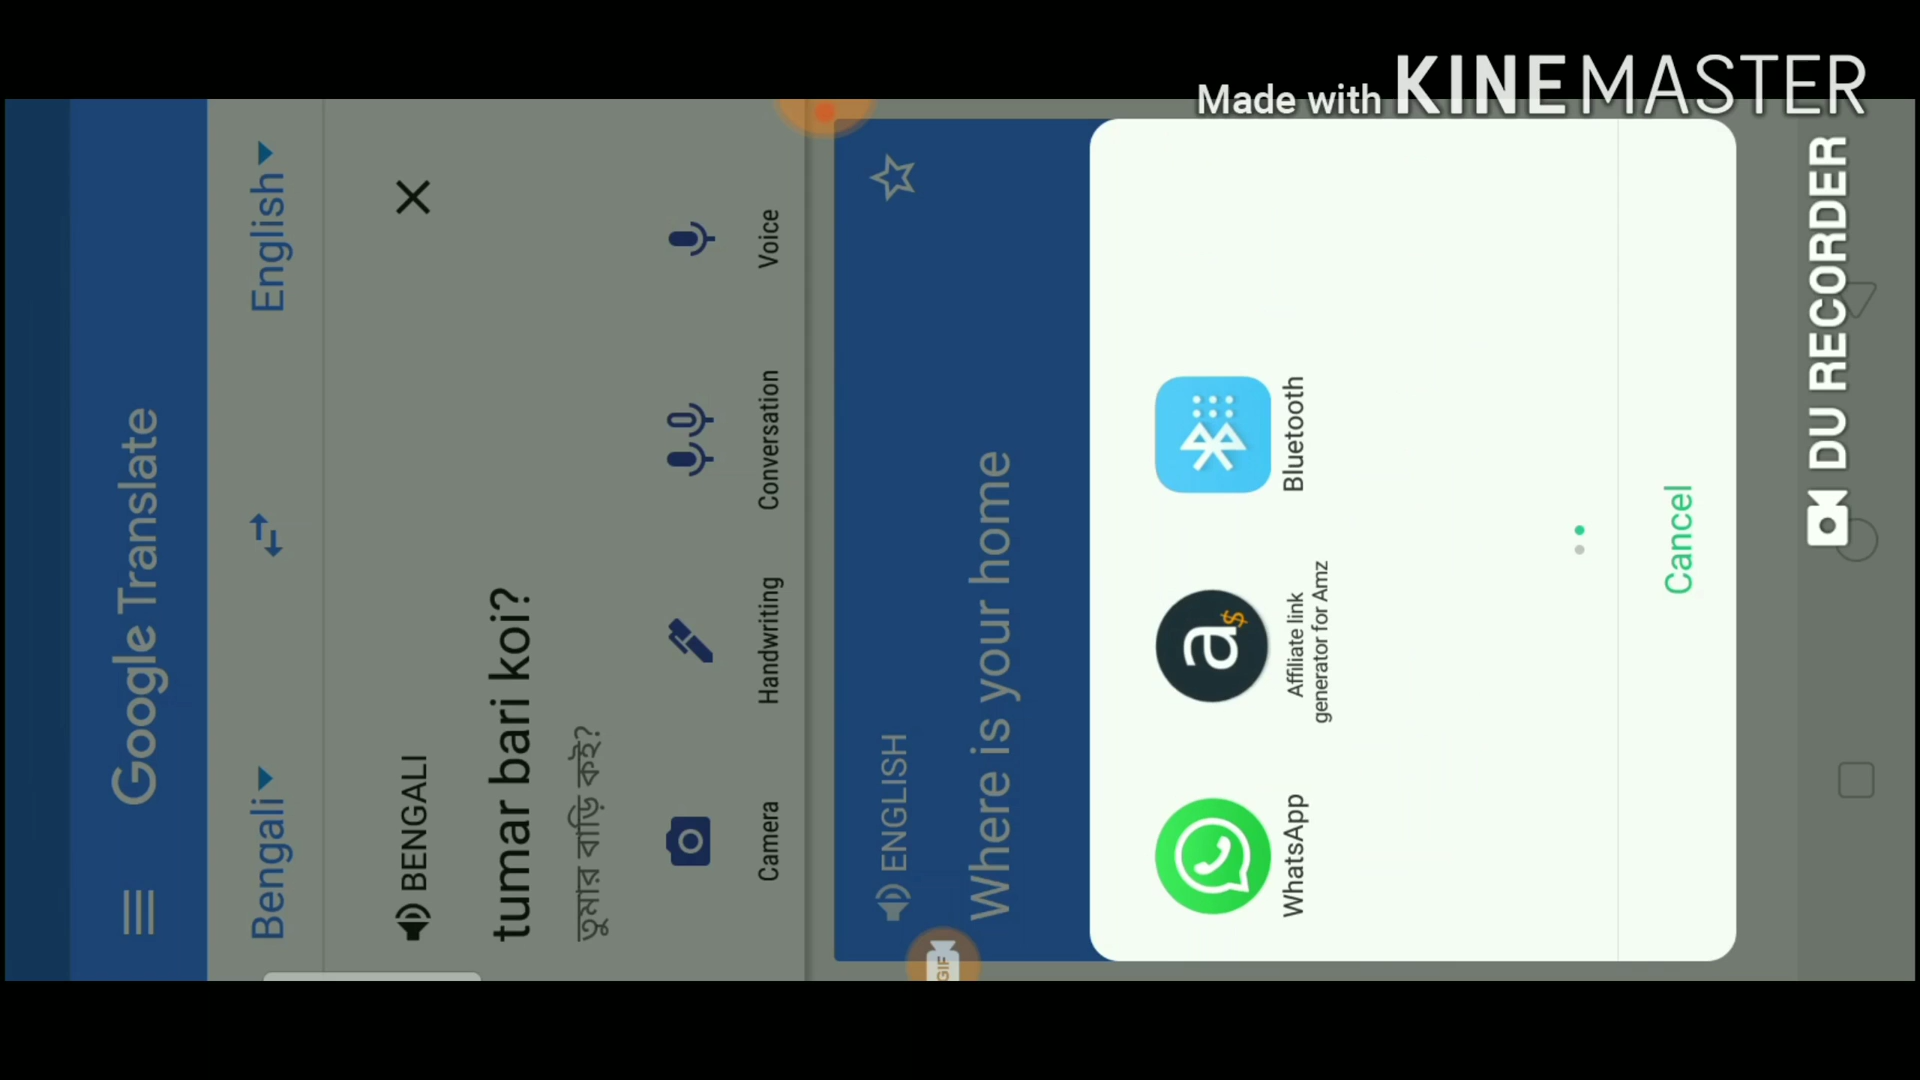 Made with KINEMASTER
DU RECORDER
Google Translate
Bengali
English
BENGALI
tumar bari koi?
তুমার বাড়ি কই?
Camera
Handwriting
Conversation
Voice
ENGLISH
Where is your home
GIF
WhatsApp
a$
Affiliate link
generator for Amz
Bluetooth
Cancel